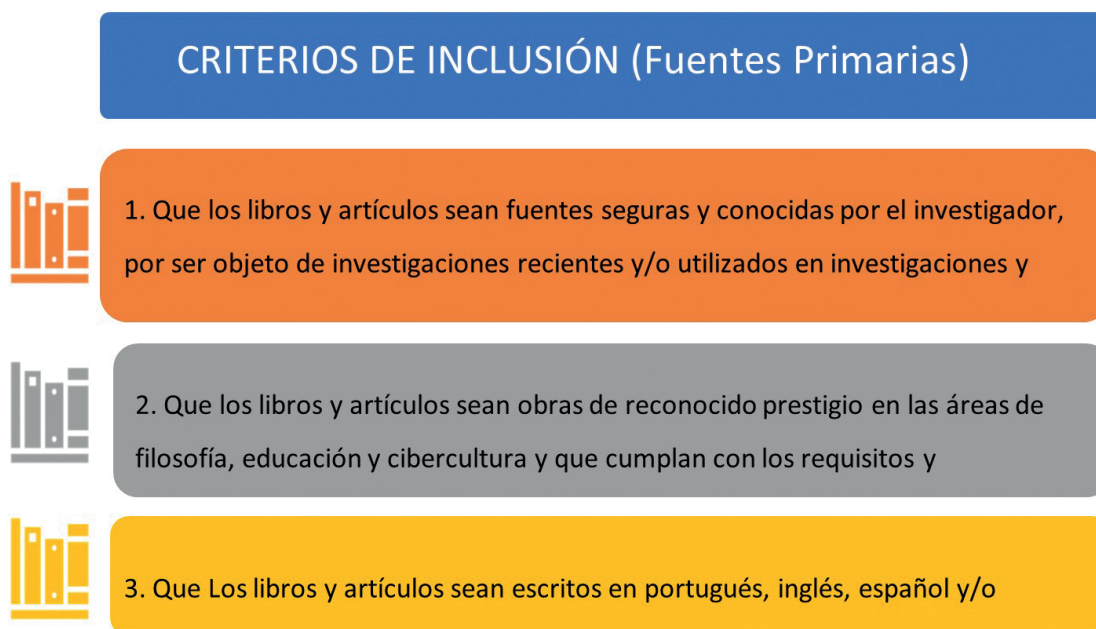 CRITERIOS DE INCLUSIÓN (Fuentes Primarias)
1. Que los libros y artículos sean fuentes seguras y conocidas por el investigador,
por ser objeto de investigaciones recientes y/o utilizados en investigaciones y
2. Que los libros y artículos sean obras de reconocido prestigio en las áreas de
filosofía, educación y cibercultura y que cumplan con los requisitos y
3. Que Los libros y artículos sean escritos en portugués, inglés, español y/o